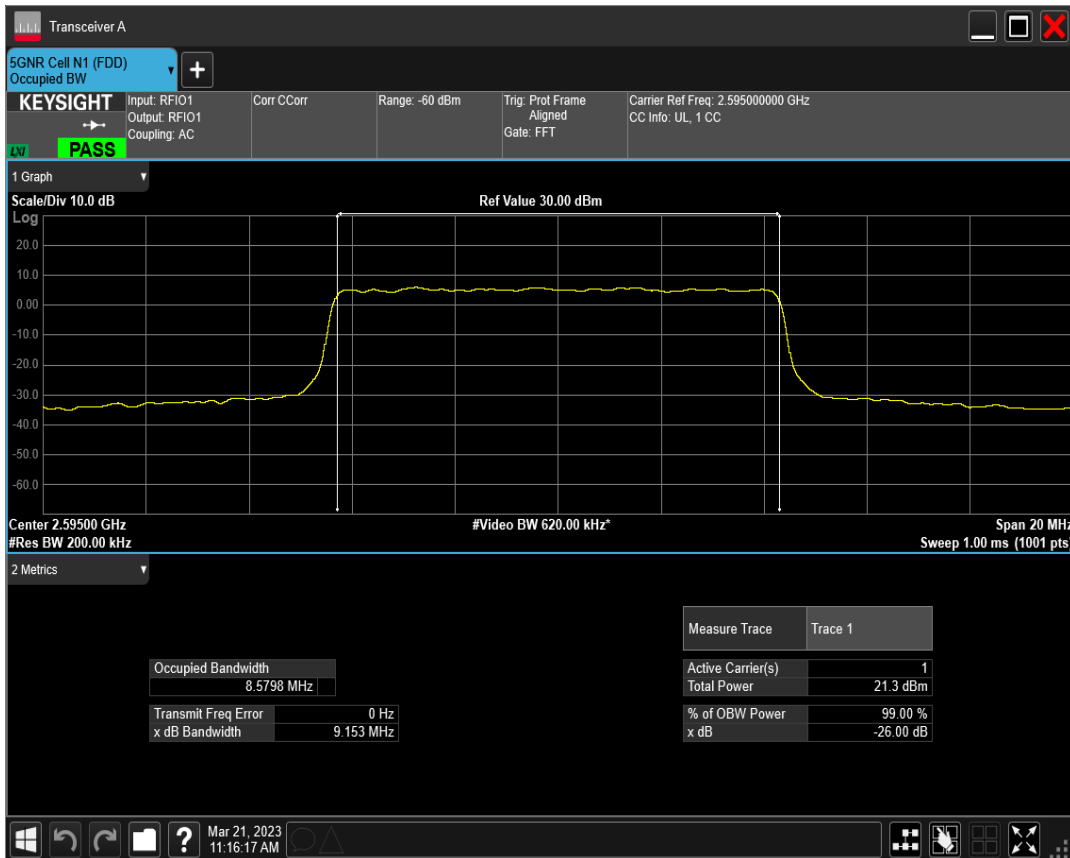 Transceiver A
5GNR Cell N1 (FDD)
Occupied BW
+
KEYSIGHT
LXI
PASS
Input: RFIO1
Output: RFIO1
Coupling: AC
Corr CCorr
Range: -60 dBm
Trig: Prot Frame
Aligned
Gate: FFT
Carrier Ref Freq: 2.595000000 GHz
CC Info: UL, 1 CC
1 Graph
Scale/Div 10.0 dB
Ref Value 30.00 dBm
Log
20.0
10.0
0.00
-10.0
-20.0
-30.0
-40.0
-50.0
-60.0
Center 2.59500 GHz
#Video BW 620.00 kHz*
Span 20 MHz
#Res BW 200.00 kHz
Sweep 1.00 ms (1001 pts)
2 Metrics
Measure Trace
Trace 1
Occupied Bandwidth
8.5798 MHz
Active Carrier(s) 1
Total Power 21.3 dBm
Transmit Freq Error 0 Hz
x dB Bandwidth 9.153 MHz
% of OBW Power 99.00 %
x dB -26.00 dB
?
Mar 21, 2023
11:16:17 AM